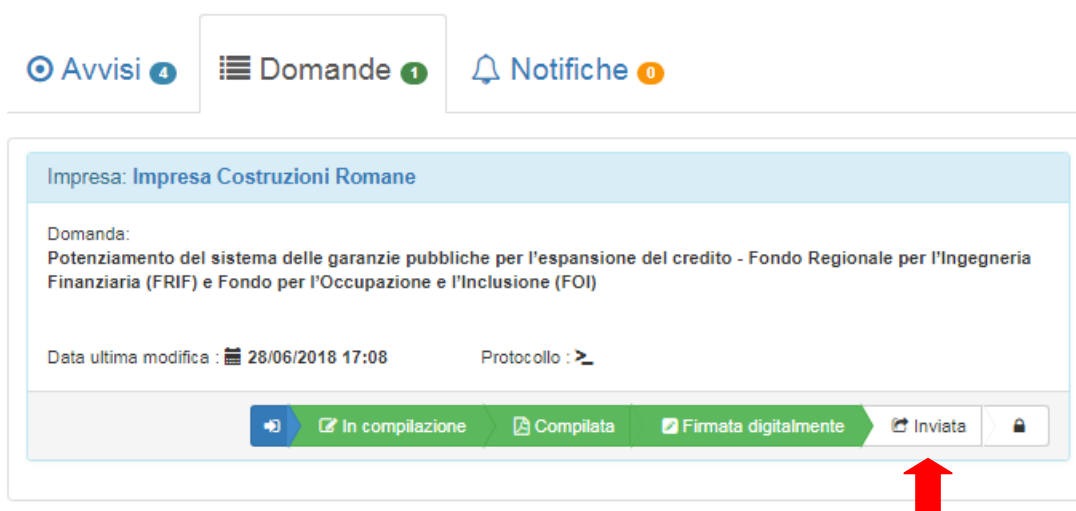 Avvisi 4 Domande 1 Notifiche 0
Impresa: Impresa Costruzioni Romane
Domanda:
Potenziamento del sistema delle garanzie pubbliche per l'espansione del credito - Fondo Regionale per l'Ingegneria
Finanziaria (FRIF) e Fondo per l'Occupazione e l'Inclusione (FOI)
Data ultima modifica : 28/06/2018 17:08 Protocollo :
In compilazione Compilata Firmata digitalmente Inviata